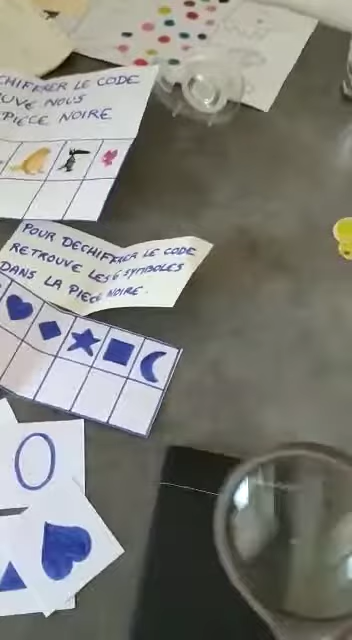 CHIFFRER LE CODE
UVE NOUS
PIECE NOIRE
POUR DECHIFFRER LE CODE
RETROUVE LES 6 SYMBOLES
DANS LA PIECE NOIRE.
0